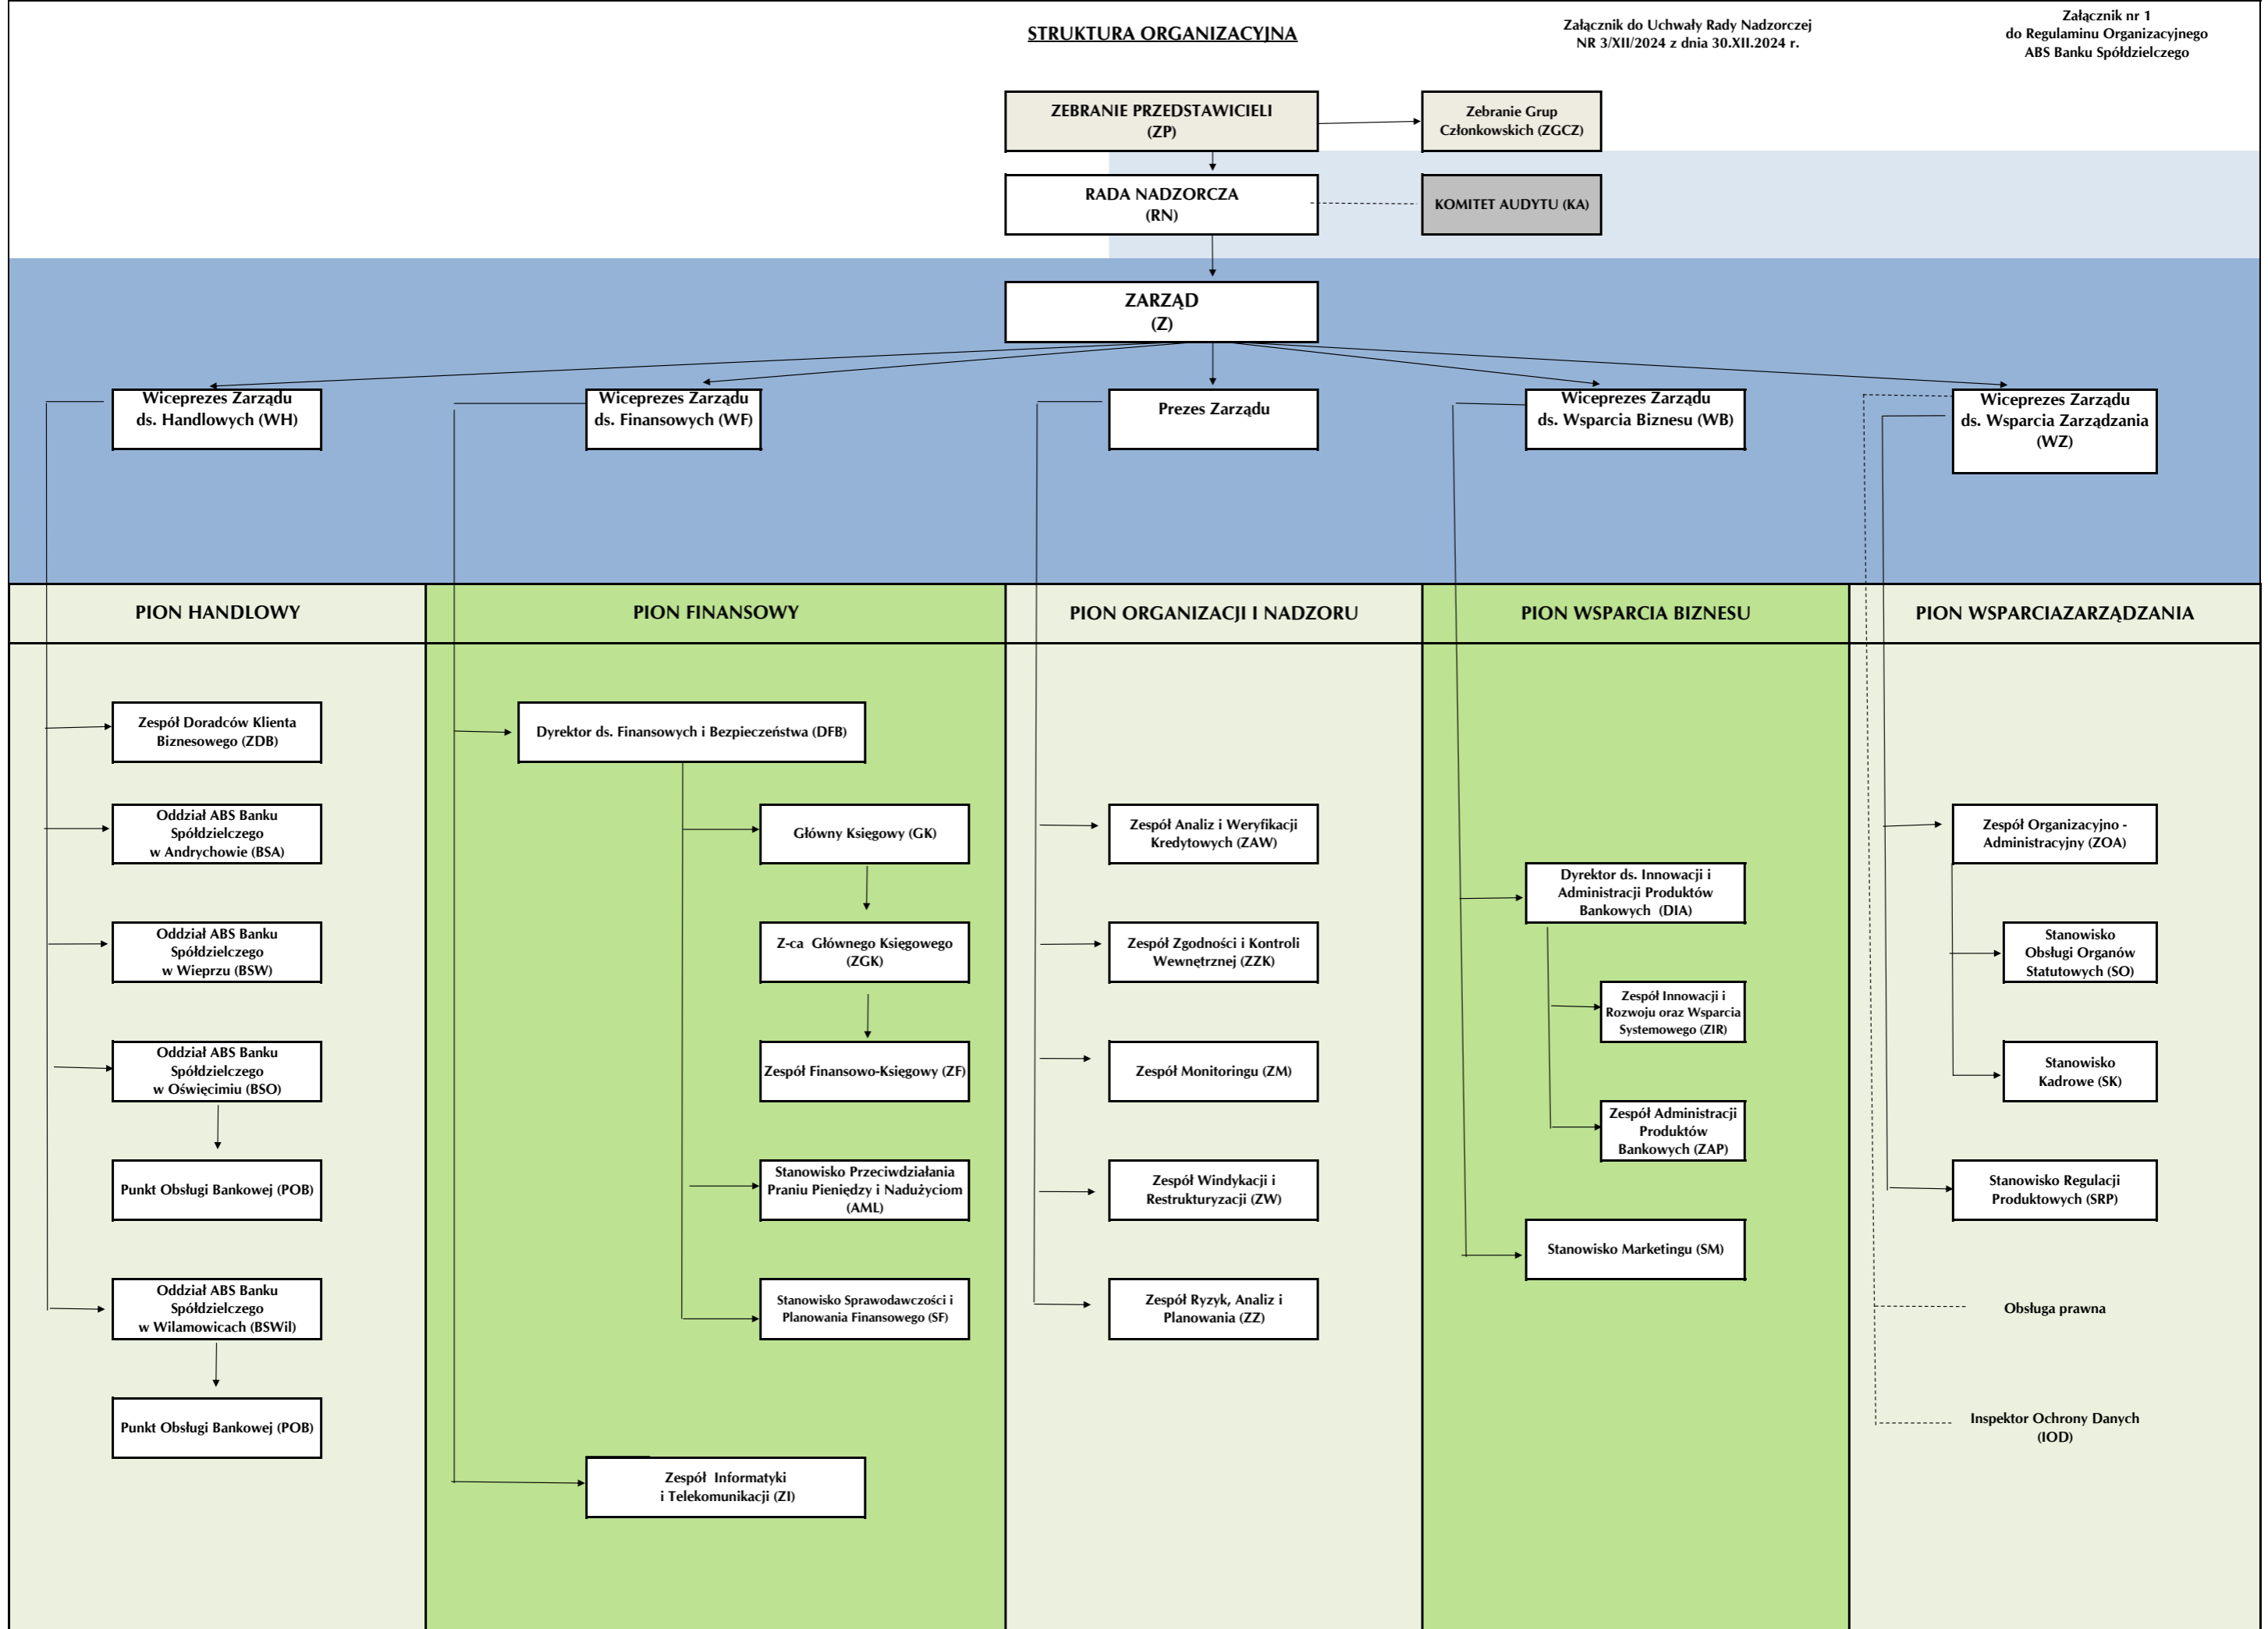 STRUKTURA ORGANIZACYJNA
Załącznik do Uchwały Rady Nadzorczej
NR 3/XII/2024 z dnia 30.XII.2024 r.
Załącznik nr 1
do Regulaminu Organizacyjnego
ABS Banku Spółdzielczego
ZEBRANIE PRZEDSTAWICIELI
(ZP)
Zebranie Grup
Członkowskich (ZGCZ)
RADA NADZORCZA
(RN)
KOMITET AUDYTU (KA)
ZARZĄD
(Z)
Wiceprezes Zarządu
ds. Handlowych (WH)
Wiceprezes Zarządu
ds. Finansowych (WF)
Prezes Zarządu
Wiceprezes Zarządu
ds. Wsparcia Biznesu (WB)
Wiceprezes Zarządu
ds. Wsparcia Zarządzania
(WZ)
PION HANDLOWY
PION FINANSOWY
PION ORGANIZACJI I NADZORU
PION WSPARCIA BIZNESU
PION WSPARCIAZARZĄDZANIA
Zespół Doradców Klienta
Biznesowego (ZDB)
Oddział ABS Banku
Spółdzielczego
w Andrychowie (BSA)
Oddział ABS Banku
Spółdzielczego
w Wieprzu (BSW)
Oddział ABS Banku
Spółdzielczego
w Oświęcimiu (BSO)
Punkt Obsługi Bankowej (POB)
Oddział ABS Banku
Spółdzielczego
w Wilamowicach (BSWil)
Punkt Obsługi Bankowej (POB)
Dyrektor ds. Finansowych i Bezpieczeństwa (DFB)
Główny Księgowy (GK)
Z-ca Głównego Księgowego
(ZGK)
Zespół Finansowo-Księgowy (ZF)
Stanowisko Przeciwdziałania
Praniu Pieniędzy i Nadużyciom
(AML)
Stanowisko Sprawodawczości i
Planowania Finansowego (SF)
Zespół Informatyki
i Telekomunikacji (ZI)
Zespół Analiz i Weryfikacji
Kredytowych (ZAW)
Zespół Zgodności i Kontroli
Wewnętrznej (ZZK)
Zespół Monitoringu (ZM)
Zespół Windykacji i
Restrukturyzacji (ZW)
Zespół Ryzyk, Analiz i
Planowania (ZZ)
Dyrektor ds. Innowacji i
Administracji Produktów
Bankowych (DIA)
Zespół Innowacji i
Rozwoju oraz Wsparcia
Systemowego (ZIR)
Zespół Administracji
Produktów
Bankowych (ZAP)
Stanowisko Marketingu (SM)
Zespół Organizacyjno -
Administracyjny (ZOA)
Stanowisko
Obsługi Organów
Statutowych (SO)
Stanowisko
Kadrowe (SK)
Stanowisko Regulacji
Produktowych (SRP)
Obsługa prawna
Inspektor Ochrony Danych
(IOD)